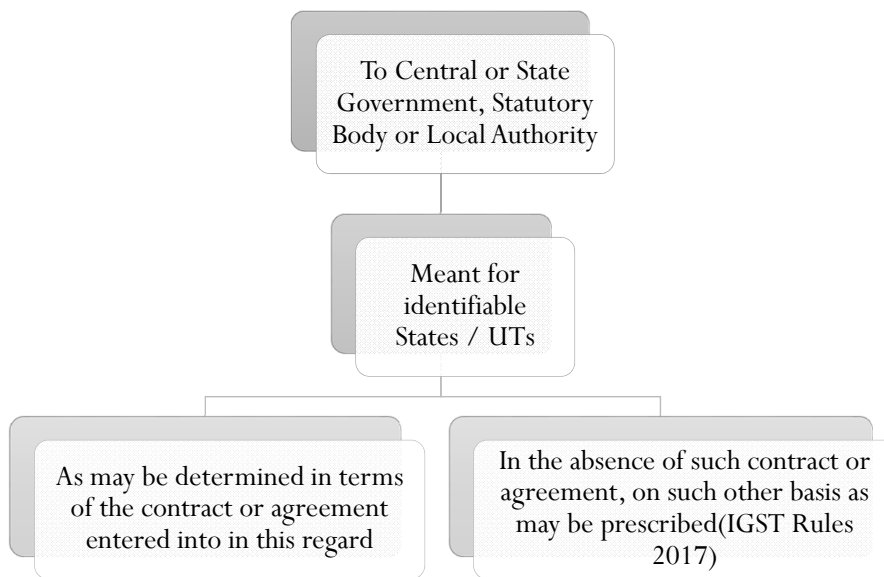 To Central or State
Government, Statutory
Body or Local Authority
Meant for
identifiable
States / UTs
As may be determined in terms
of the contract or agreement
entered into in this regard
In the absence of such contract or
agreement, on such other basis as
may be prescribed(IGST Rules
2017)